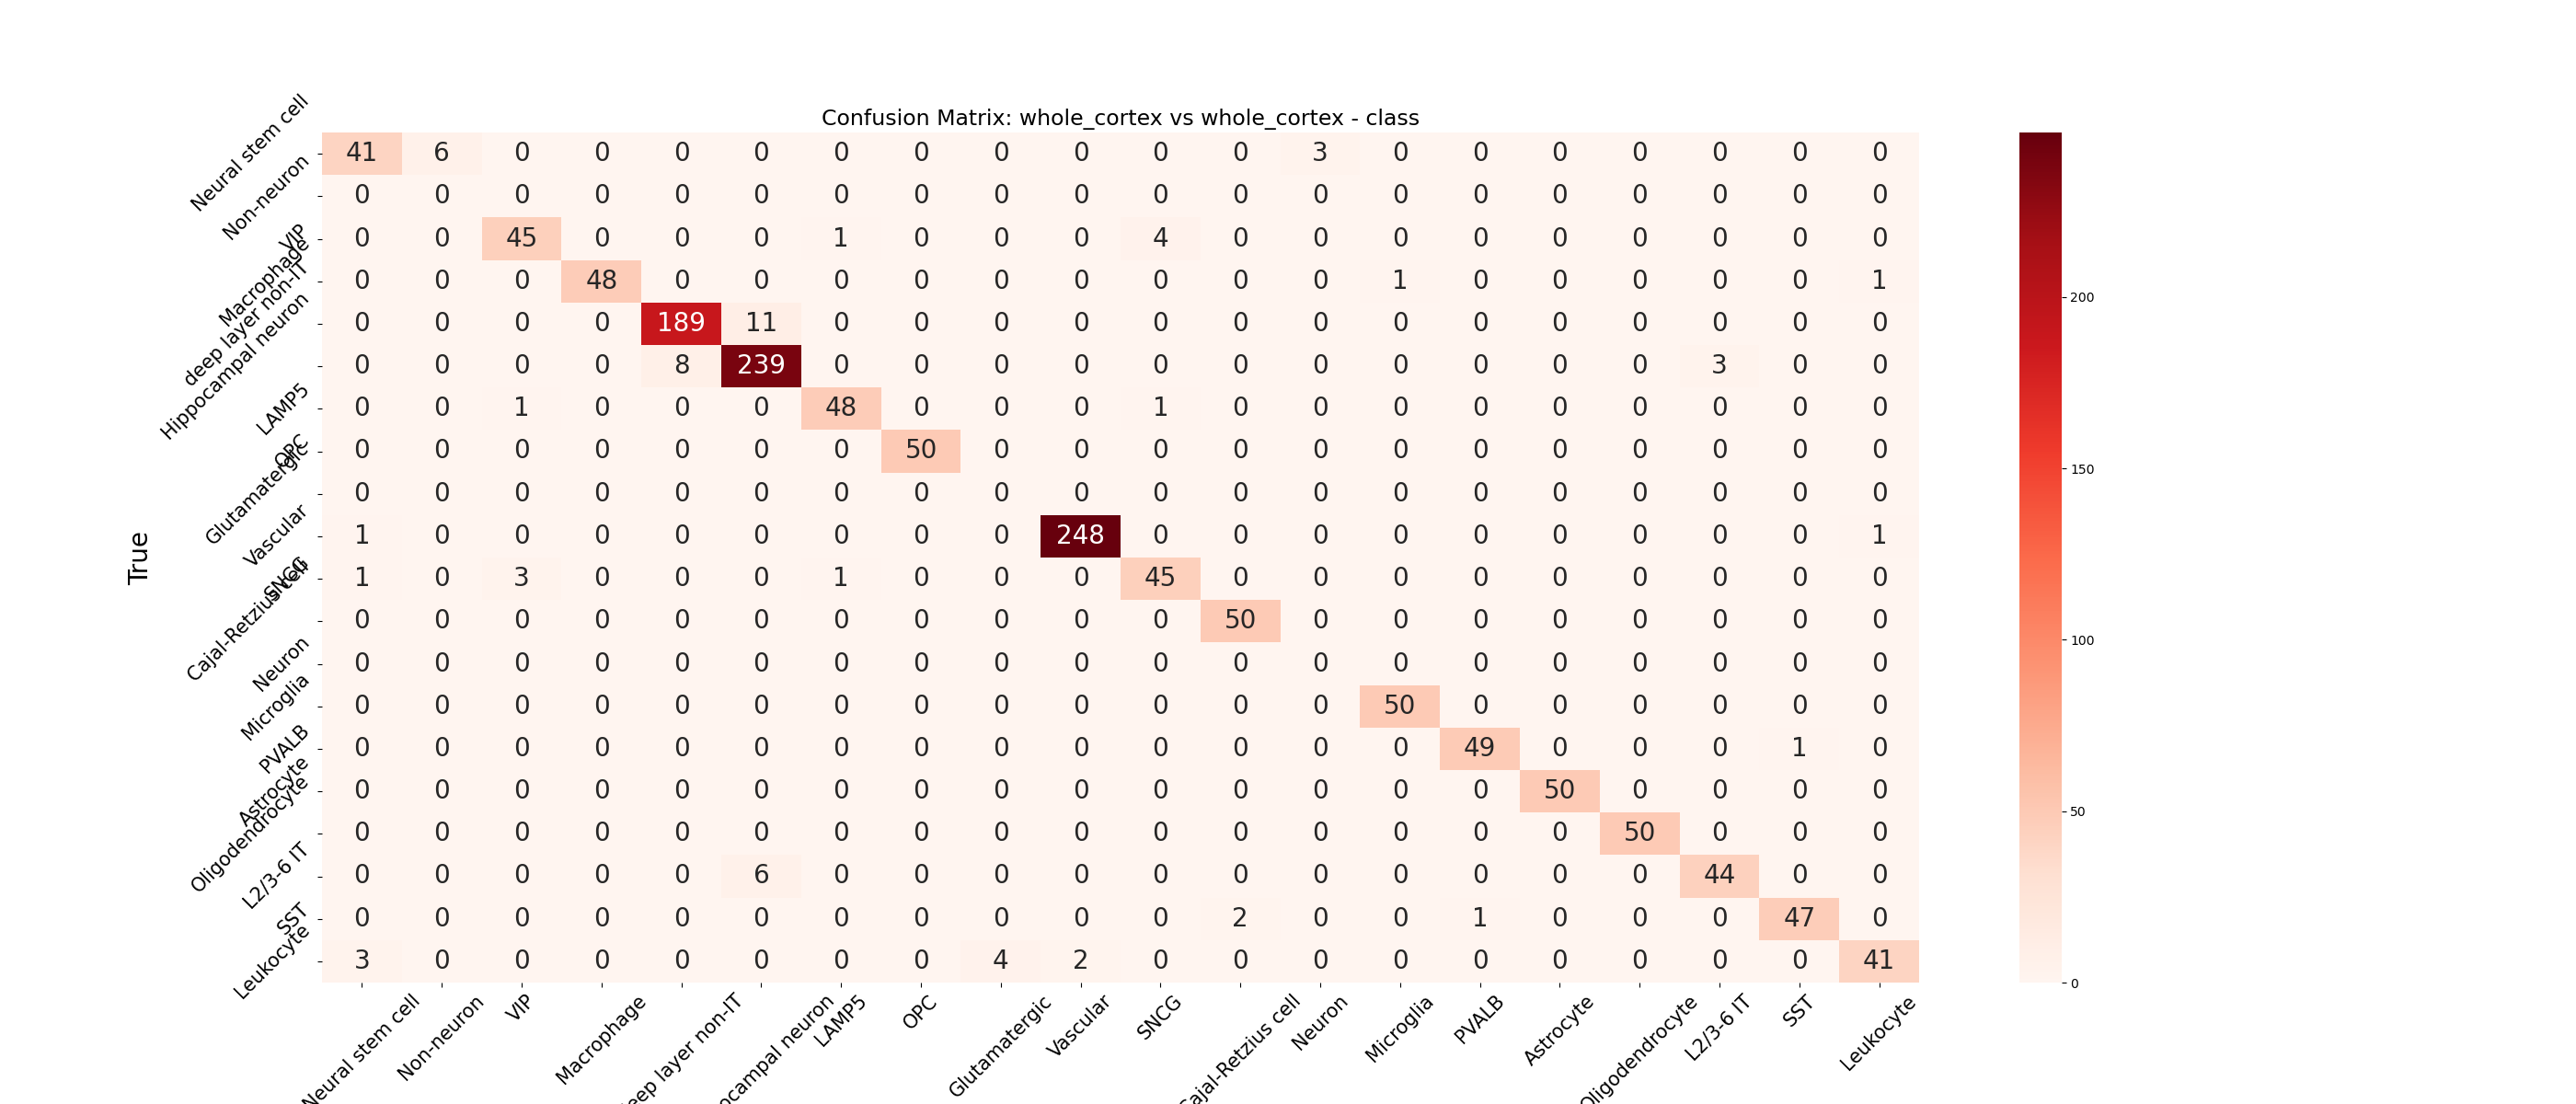 Confusion Matrix: whole_cortex vs whole_cortex - class
True
Neural stem cell 41 6 0 0 0 0 0 0 0 0 0 0 3 0 0 0 0 0 0 0
Non-neuron 0 0 0 0 0 0 0 0 0 0 0 0 0 0 0 0 0 0 0 0
VIP 0 0 45 0 0 0 1 0 0 0 4 0 0 0 0 0 0 0 0 0
Macrophage 0 0 0 48 0 0 0 0 0 0 0 0 0 1 0 0 0 0 0 1
deep layer non-IT 0 0 0 0 189 11 0 0 0 0 0 0 0 0 0 0 0 0 0 0
Hippocampal neuron 0 0 0 0 8 239 0 0 0 0 0 0 0 0 0 0 0 3 0 0
LAMP5 0 0 1 0 0 0 48 0 0 0 1 0 0 0 0 0 0 0 0 0
OPC 0 0 0 0 0 0 0 50 0 0 0 0 0 0 0 0 0 0 0 0
Glutamatergic 0 0 0 0 0 0 0 0 0 0 0 0 0 0 0 0 0 0 0 0
Vascular 1 0 0 0 0 0 0 0 0 248 0 0 0 0 0 0 0 0 0 1
SNCG 1 0 3 0 0 0 1 0 0 0 45 0 0 0 0 0 0 0 0 0
Cajal-Retzius cell 0 0 0 0 0 0 0 0 0 0 0 50 0 0 0 0 0 0 0 0
Neuron 0 0 0 0 0 0 0 0 0 0 0 0 0 0 0 0 0 0 0 0
Microglia 0 0 0 0 0 0 0 0 0 0 0 0 0 50 0 0 0 0 0 0
PVALB 0 0 0 0 0 0 0 0 0 0 0 0 0 0 49 0 0 0 1 0
Astrocyte 0 0 0 0 0 0 0 0 0 0 0 0 0 0 0 50 0 0 0 0
Oligodendrocyte 0 0 0 0 0 0 0 0 0 0 0 0 0 0 0 0 50 0 0 0
L2/3-6 IT 0 0 0 0 0 6 0 0 0 0 0 0 0 0 0 0 0 44 0 0
SST 0 0 0 0 0 0 0 0 0 0 0 2 0 0 1 0 0 0 47 0
Leukocyte 3 0 0 0 0 0 0 0 4 2 0 0 0 0 0 0 0 0 0 41
Neural stem cell Non-neuron VIP Macrophage eep layer non-IT ocampal neuron LAMP5 OPC Glutamatergic Vascular SNCG Cajal-Retzius cell Neuron Microglia PVALB Astrocyte Oligodendrocyte L2/3-6 IT SST Leukocyte
200
150
100
50
0